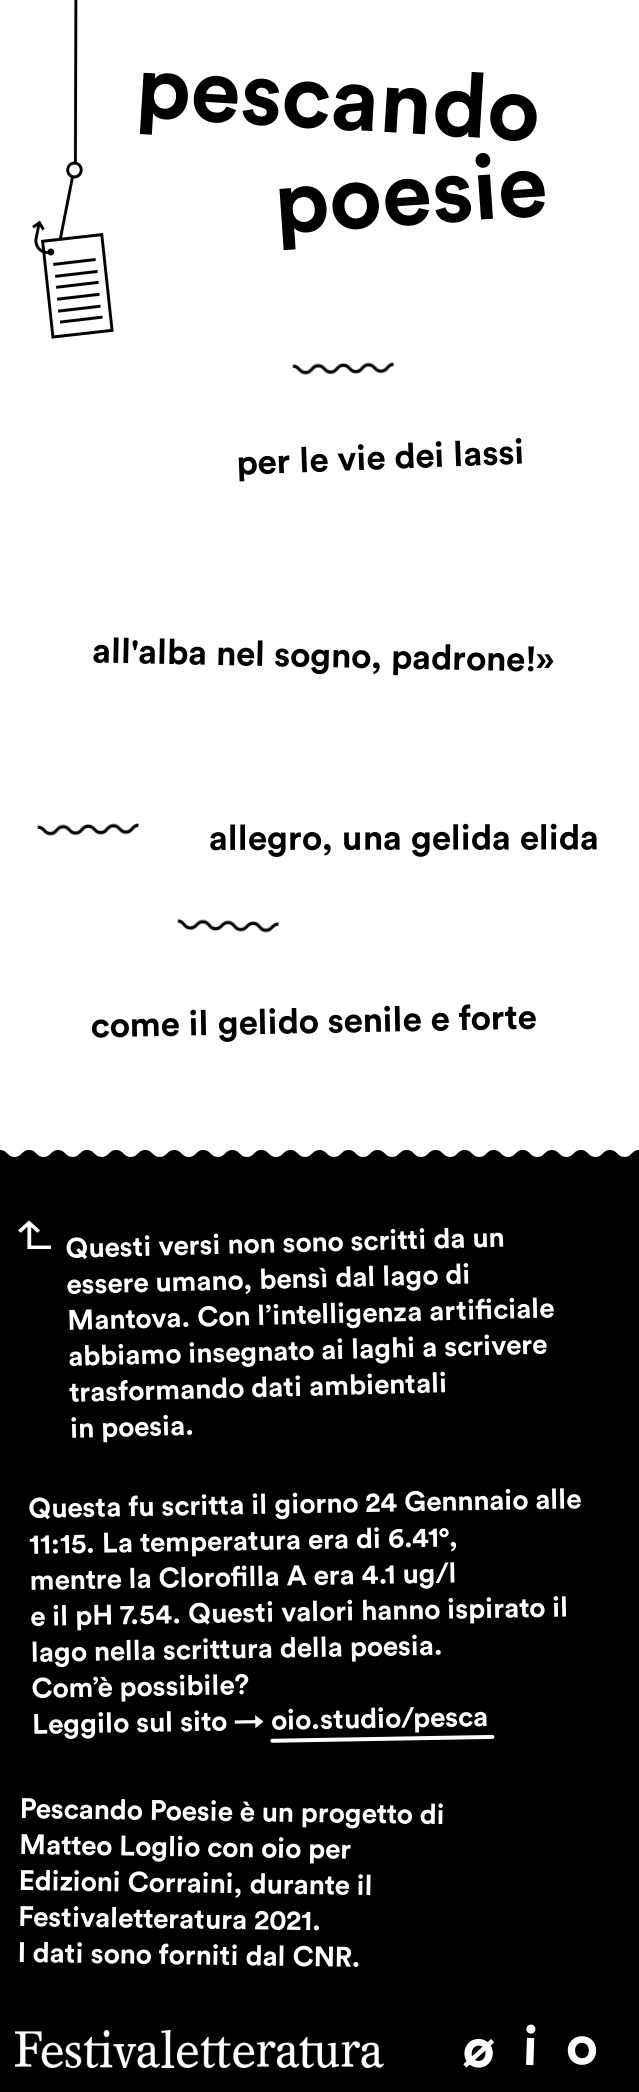 pescando
poesie
per le vie dei lassi
all'alba nel sogno, padrone!»
allegro, una gelida elida
come il gelido senile e forte
Questi versi non sono scritti da un
essere umano, bensì dal lago di
Mantova. Con l’intelligenza artificiale
abbiamo insegnato ai laghi a scrivere
trasformando dati ambientali
in poesia.
Questa fu scritta il giorno 24 Gennnaio alle
11:15. La temperatura era di 6.41°,
mentre la Clorofilla A era 4.1 ug/l
e il pH 7.54. Questi valori hanno ispirato il
lago nella scrittura della poesia.
Com’è possibile?
Leggilo sul sito → oio.studio/pesca
Pescando Poesie è un progetto di
Matteo Loglio con oio per
Edizioni Corraini, durante il
Festivaletteratura 2021.
I dati sono forniti dal CNR.
Festivaletteratura
ø i o